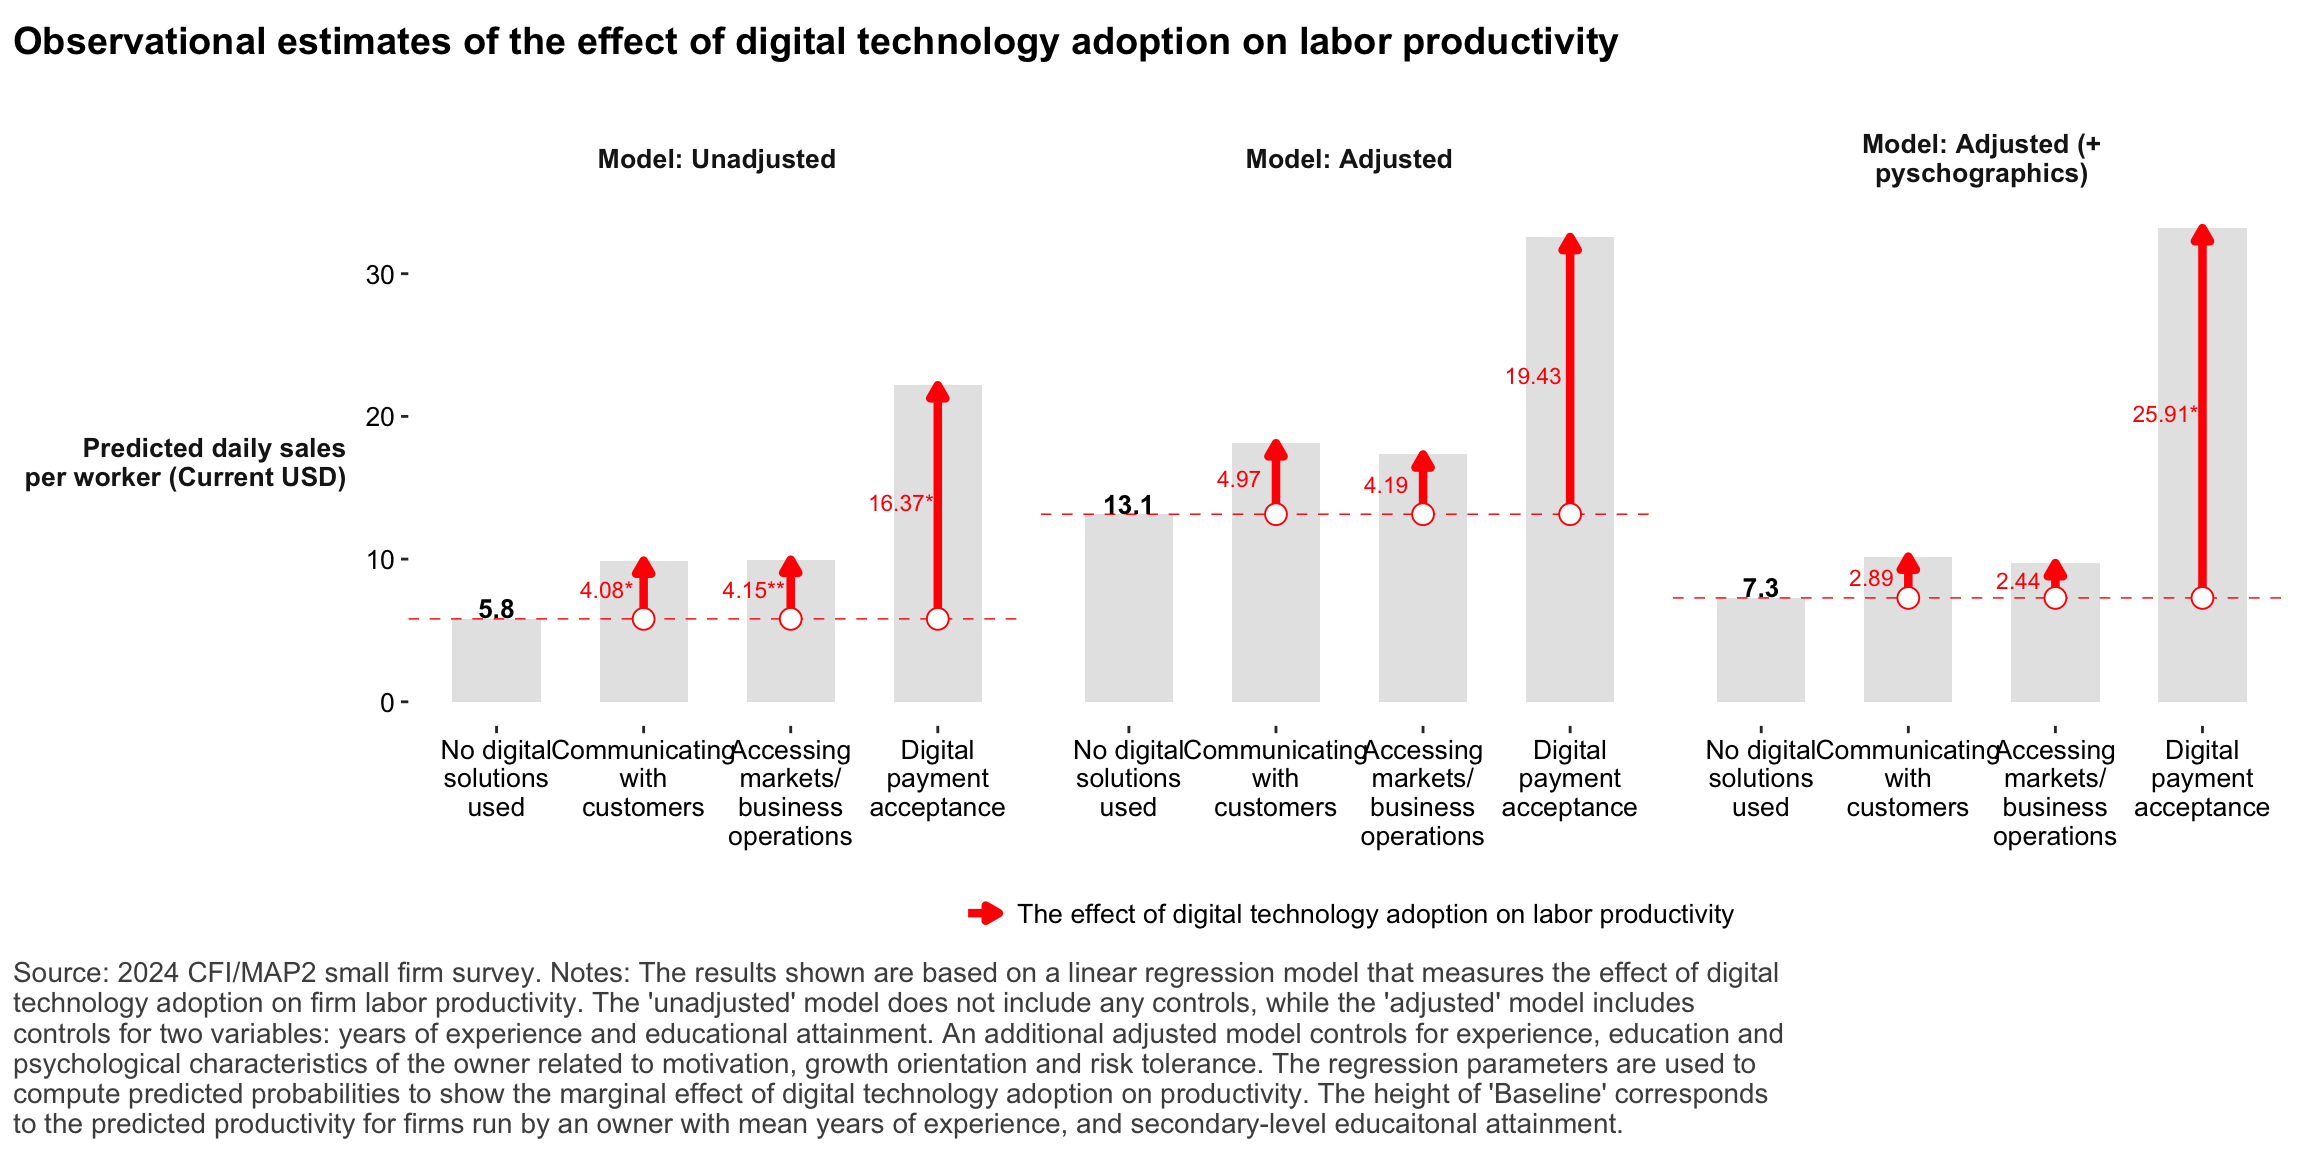 Observational estimates of the effect of digital technology adoption on labor productivity
Model: Unadjusted
Model: Adjusted
Model: Adjusted (+
pyschographics)
Predicted daily sales
per worker (Current USD)
30
20
10
0
5.8
4.08*
4.15**
16.37*
13.1
4.97
4.19
19.43
7.3
2.89
2.44
25.91*
No digital
solutions
used
Communicating
with
customers
Accessing
markets/
business
operations
Digital
payment
acceptance
No digital
solutions
used
Communicating
with
customers
Accessing
markets/
business
operations
Digital
payment
acceptance
No digital
solutions
used
Communicating
with
customers
Accessing
markets/
business
operations
Digital
payment
acceptance
The effect of digital technology adoption on labor productivity
Source: 2024 CFI/MAP2 small firm survey. Notes: The results shown are based on a linear regression model that measures the effect of digital
technology adoption on firm labor productivity. The 'unadjusted' model does not include any controls, while the 'adjusted' model includes
controls for two variables: years of experience and educational attainment. An additional adjusted model controls for experience, education and
psychological characteristics of the owner related to motivation, growth orientation and risk tolerance. The regression parameters are used to
compute predicted probabilities to show the marginal effect of digital technology adoption on productivity. The height of 'Baseline' corresponds
to the predicted productivity for firms run by an owner with mean years of experience, and secondary-level educaitonal attainment.